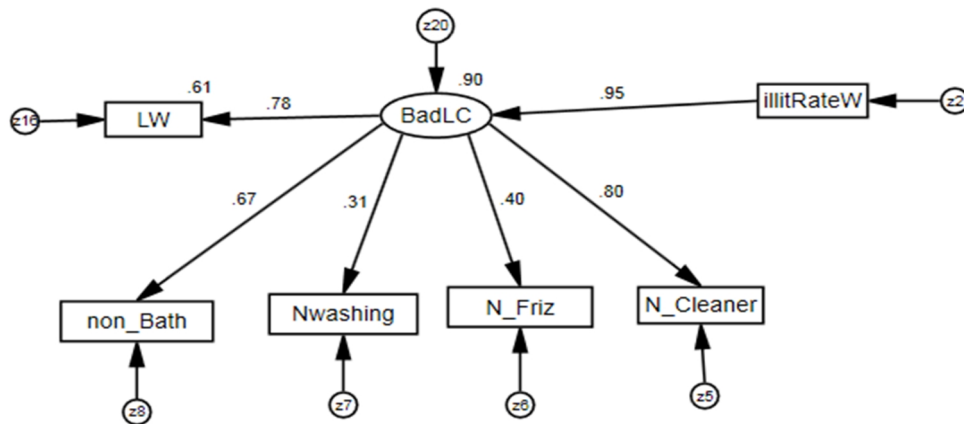 z20
.61
.90
.95
illitRateW
z2
z16
LW
.78
BadLC
.67
.31
.40
.80
non_Bath
Nwashing
N_Friz
N_Cleaner
z8
z7
z6
z5